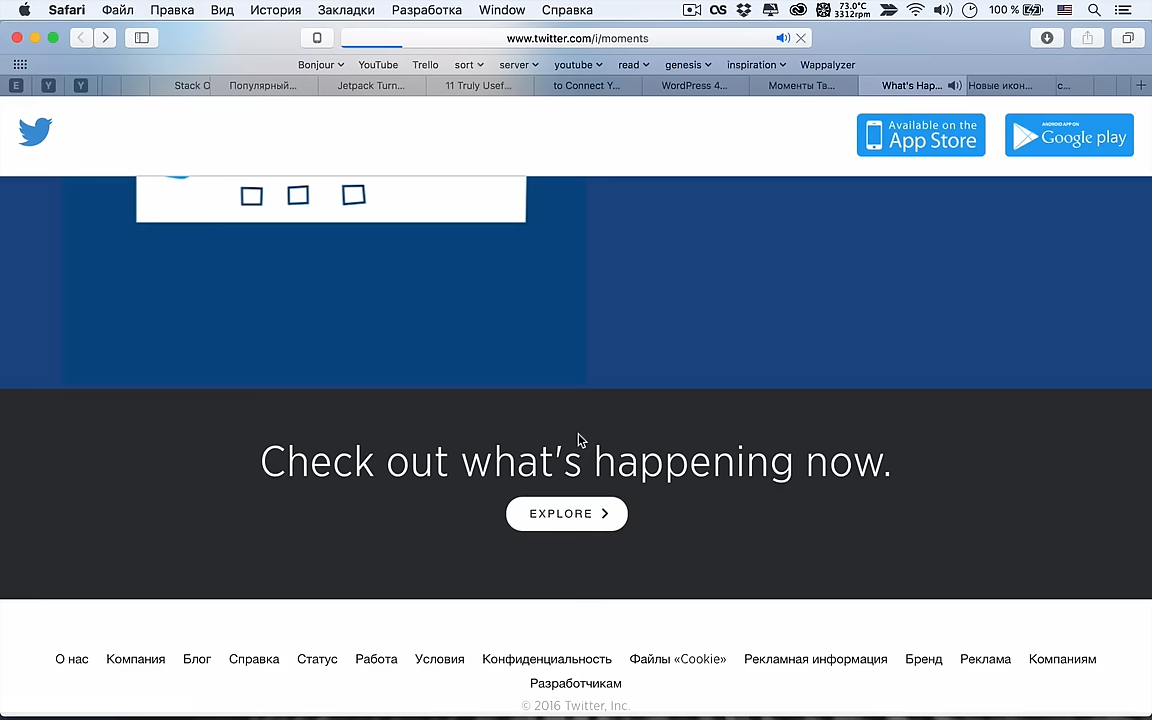 Safari Файл Правка Вид История Закладки Разработка Window Справка 73.0°C 3312rpm 100 %
www.twitter.com/i/moments
Bonjour YouTube Trello sort server youtube read genesis inspiration Wappalyzer
E Y Y Stack O Популярный... Jetpack Turn... 11 Truly Usef... to Connect Y... WordPress 4... Моменты Тв... What's Hap... Новые икон... с...
Available on the App Store
ANDROID APP ON Google play
Check out what's happening now.
EXPLORE
О нас Компания Блог Справка Статус Работа Условия Конфиденциальность Файлы «Cookie» Рекламная информация Бренд Реклама Компаниям
Разработчикам
© 2016 Twitter, Inc.